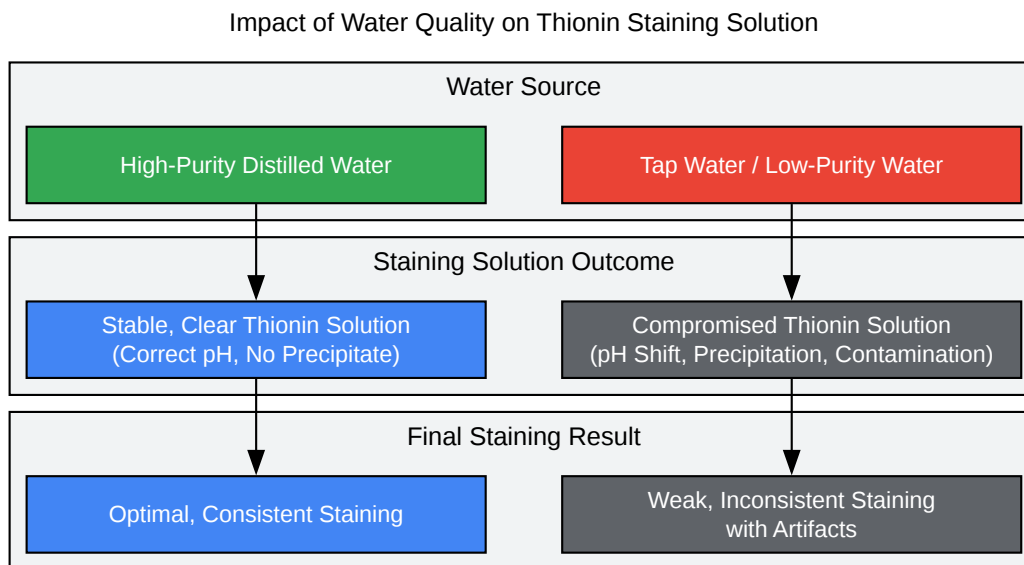 Impact of Water Quality on Thionin Staining Solution
Water Source
High-Purity Distilled Water
Tap Water / Low-Purity Water
Staining Solution Outcome
Stable, Clear Thionin Solution
(Correct pH, No Precipitate)
Compromised Thionin Solution
(pH Shift, Precipitation, Contamination)
Final Staining Result
Optimal, Consistent Staining
Weak, Inconsistent Staining
with Artifacts